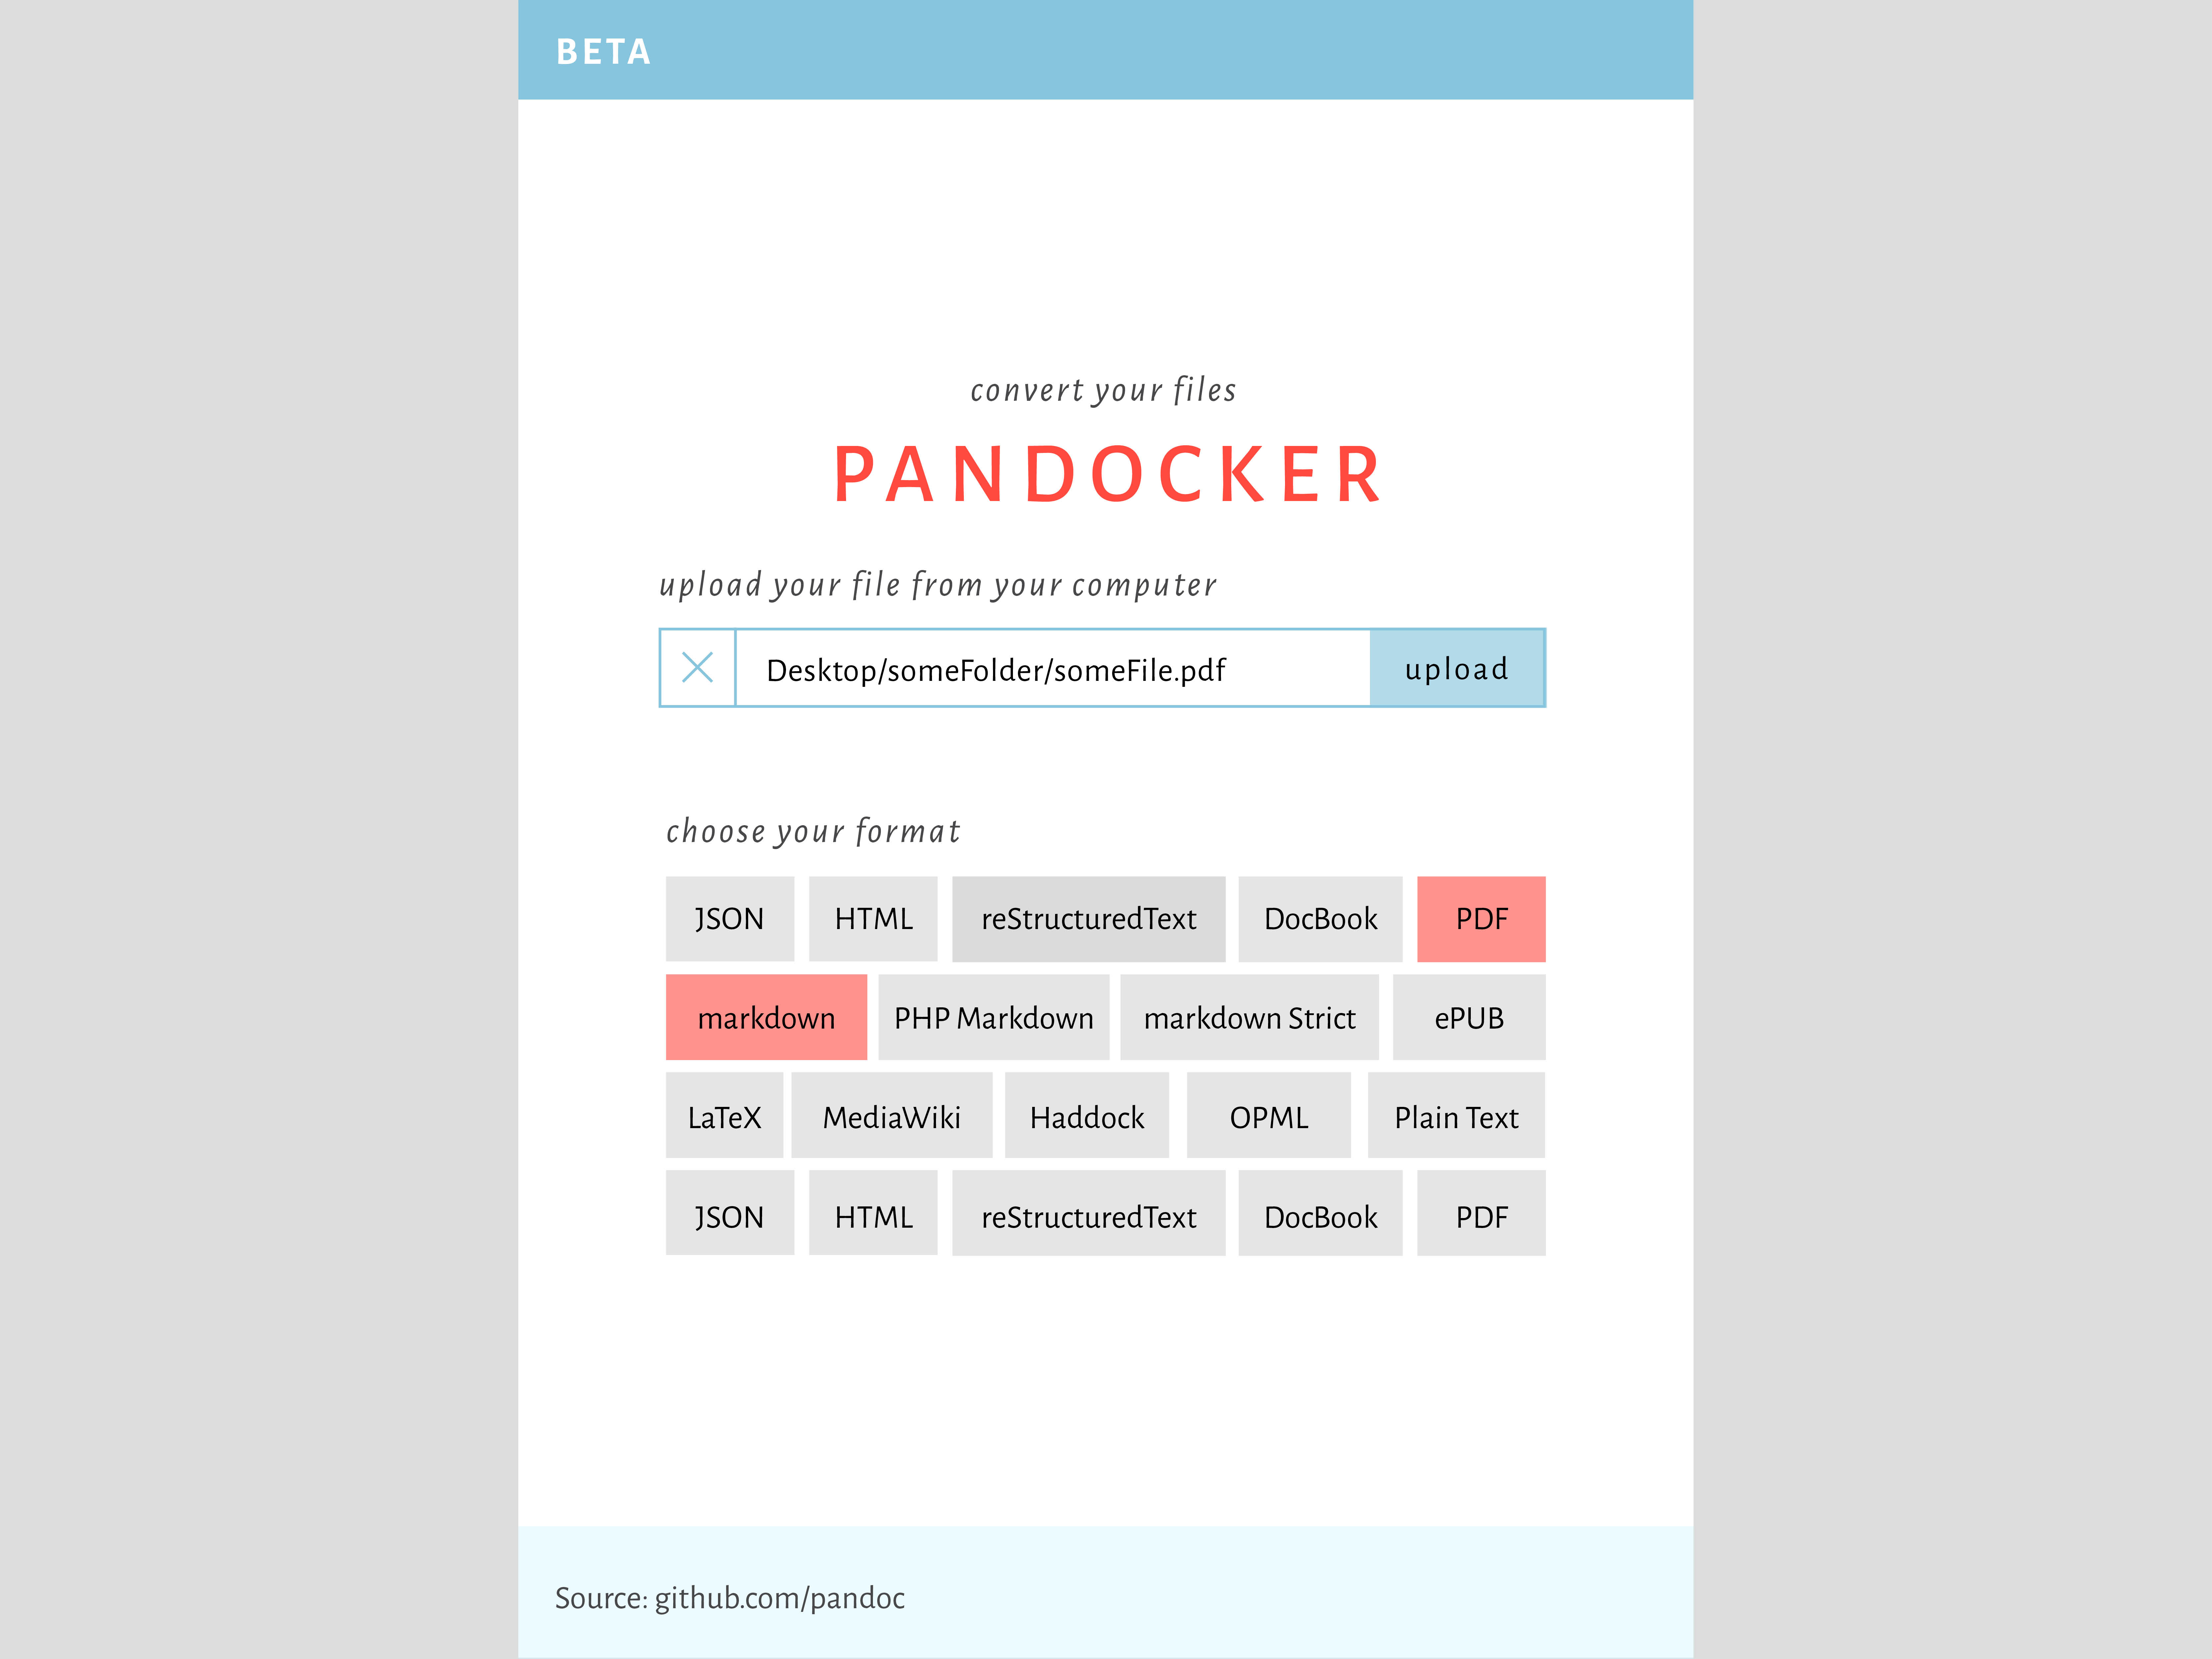 BETA
convert your files
PANDOCKER
upload your file from your computer
Desktop/someFolder/someFile.pdf upload
choose your format
JSON HTML reStructuredText DocBook PDF
markdown PHP Markdown markdown Strict ePUB
LaTeX MediaWiki Haddock OPML Plain Text
JSON HTML reStructuredText DocBook PDF
Source: github.com/pandoc